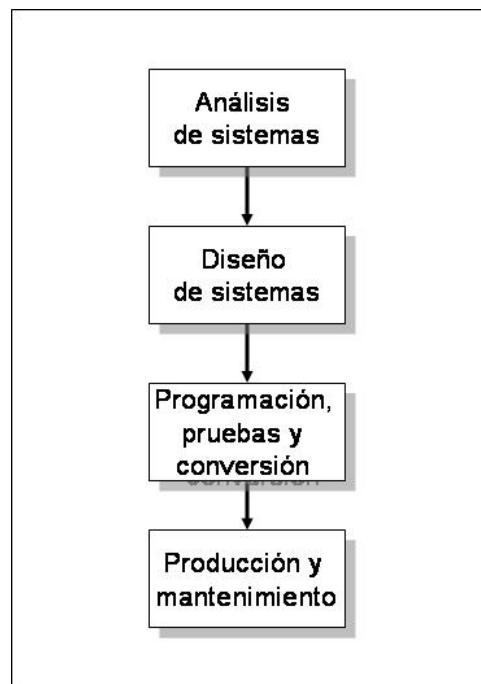 Análisis
de sistemas
Diseño
de sistemas
Programación,
pruebas y
conversión
Producción y
mantenimiento